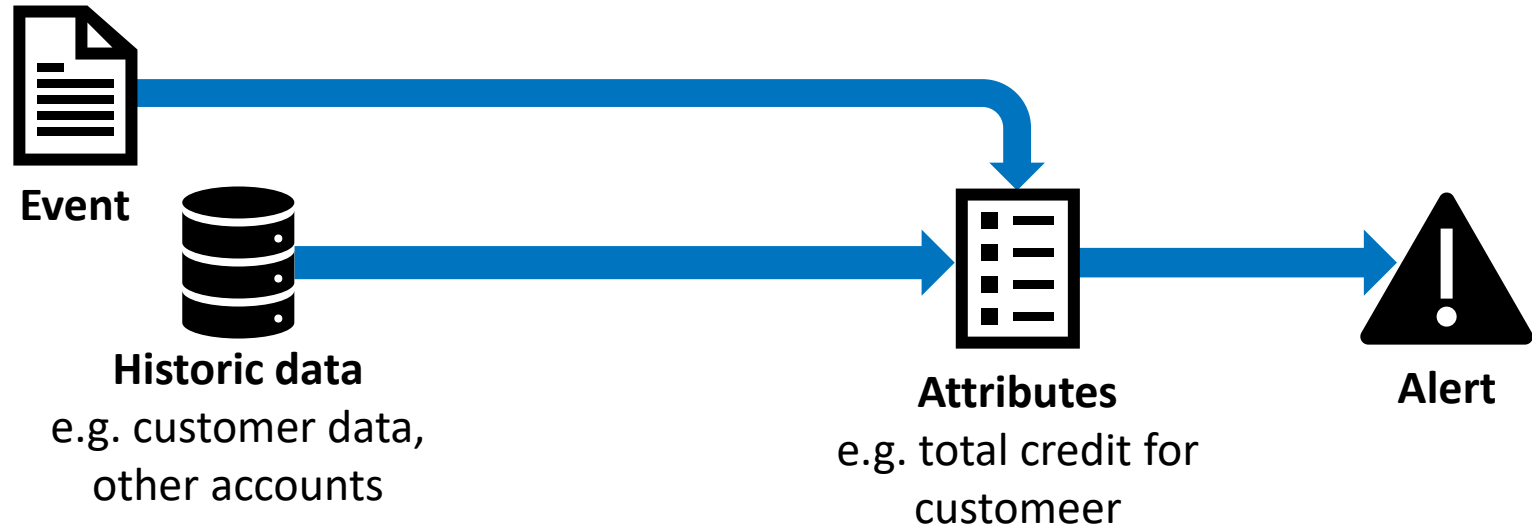 Event
Historic data
e.g. customer data,
other accounts
Attributes
e.g. total credit for
customeer
Alert